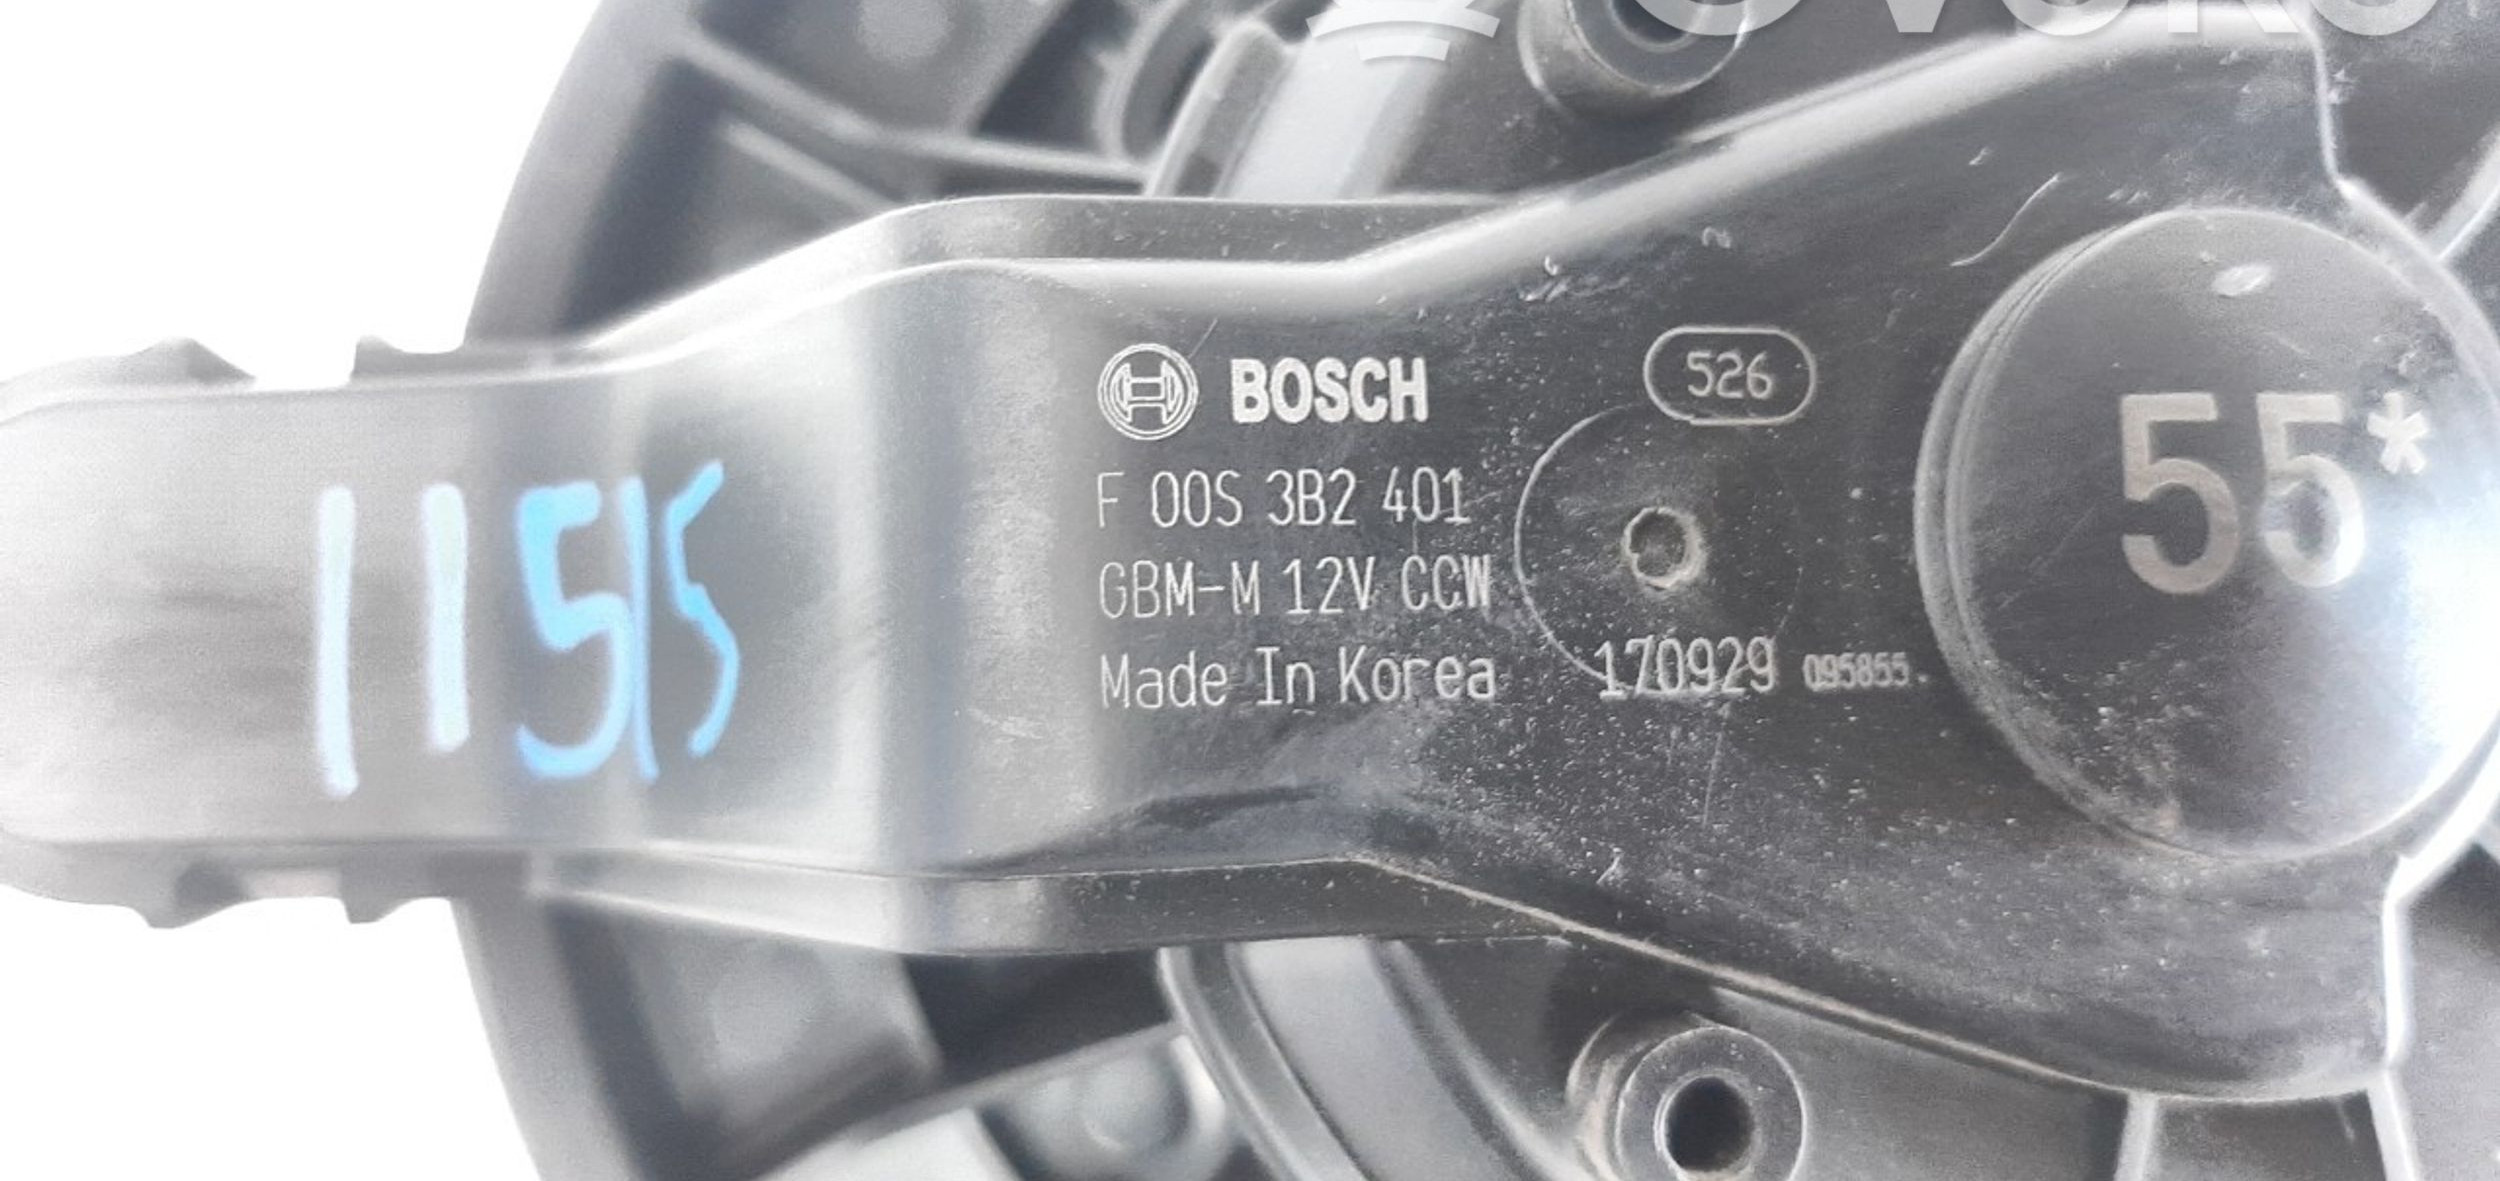 BOSCH
526
F 00S 3B2 401
GBM-M 12V CCW
Made In Korea
170929 095855
55*
11515